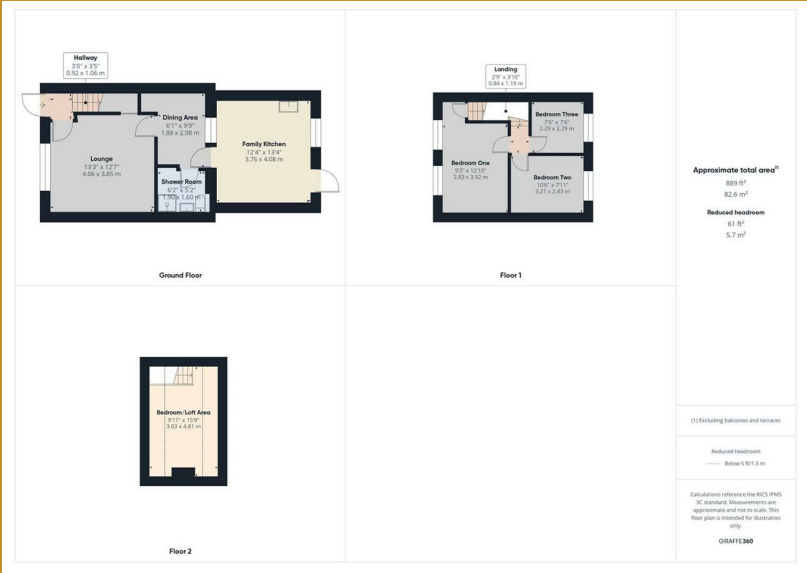 Hallway
3'0" x 3'5"
0.92 x 1.06 m
Dining Area
6'1" x 9'9"
1.88 x 2.98 m
Family Kitchen
12'4" x 13'4"
3.76 x 4.08 m
Lounge
13'3" x 12'7"
4.06 x 3.85 m
Shower Room
6'2" x 5'2"
1.90 x 1.60 m
Ground Floor
Landing
2'9" x 3'10"
0.84 x 1.19 m
Bedroom Three
7'6" x 7'6"
2.29 x 2.29 m
Bedroom One
9'3" x 12'10"
2.83 x 3.92 m
Bedroom Two
10'6" x 7'11"
3.21 x 2.43 m
Floor 1
Bedroom/Loft Area
9'11" x 15'9"
3.03 x 4.81 m
Floor 2
Approximate total area(1)
889 ft²
82.6 m²
Reduced headroom
61 ft²
5.7 m²
(1) Excluding balconies and terraces
Reduced headroom
Below 5 ft/1.5 m
Calculations reference the RICS IPMS
3C standard. Measurements are
approximate and not to scale. This
floor plan is intended for illustration
only.
GIRAFFE360